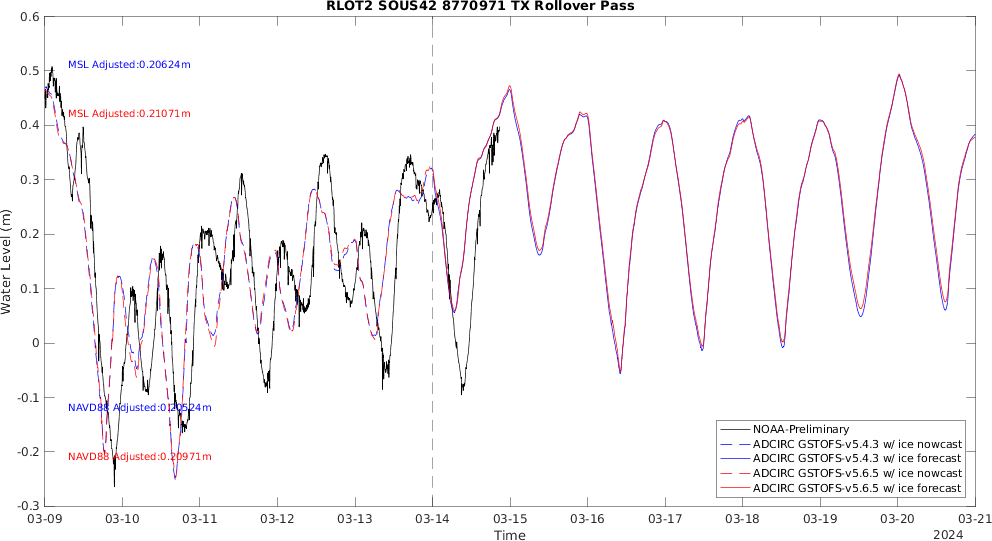 RLOT2 SOUS42 8770971 TX Rollover Pass
0.6
0.5
0.4
0.3
0.2
0.1
0
-0.1
-0.2
-0.3
Water Level (m)
MSL Adjusted:0.20624m
MSL Adjusted:0.21071m
NAVD88 Adjusted:0.20524m
NAVD88 Adjusted:0.20971m
NOAA-Preliminary
ADCIRC GSTOFS-v5.4.3 w/ ice nowcast
ADCIRC GSTOFS-v5.4.3 w/ ice forecast
ADCIRC GSTOFS-v5.6.5 w/ ice nowcast
ADCIRC GSTOFS-v5.6.5 w/ ice forecast
03-09 03-10 03-11 03-12 03-13 03-14 03-15 03-16 03-17 03-18 03-19 03-20 03-21
Time
2024